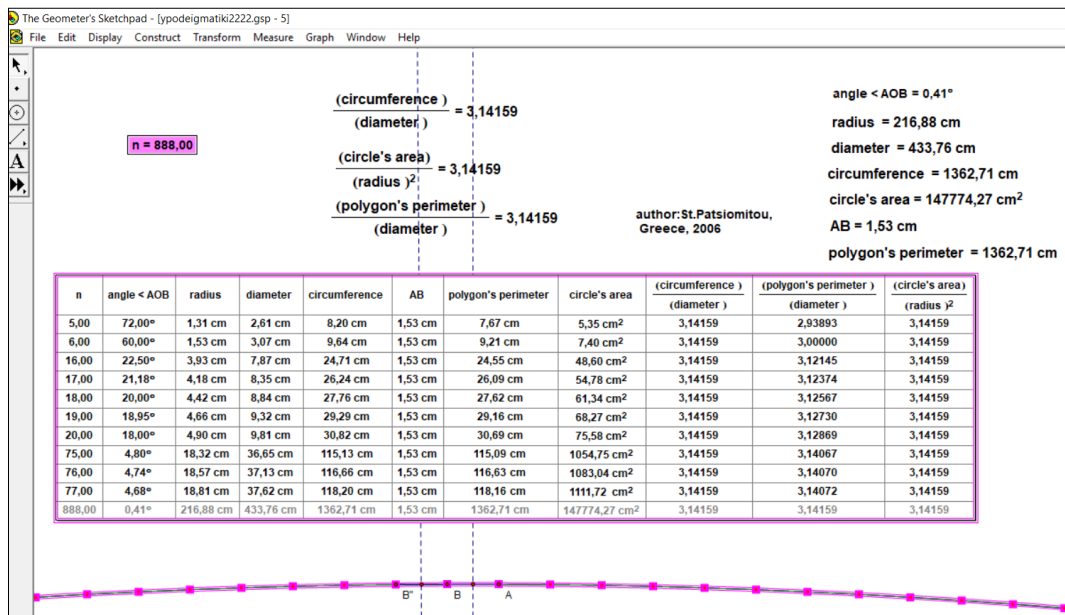 The Geometer's Sketchpad - [ypodeigmatiki2222.gsp - 5]
File Edit Display Construct Transform Measure Graph Window Help
A
n = 888,00
(circumference )
(diameter )
= 3,14159
(circle's area)
(radius )2
= 3,14159
(polygon's perimeter )
(diameter )
= 3,14159
author:St.Patsiomitou,
Greece, 2006
angle < AOB = 0,41°
radius = 216,88 cm
diameter = 433,76 cm
circumference = 1362,71 cm
circle's area = 147774,27 cm2
AB = 1,53 cm
polygon's perimeter = 1362,71 cm
n angle < AOB radius diameter circumference AB polygon's perimeter circle's area (circumference ) (diameter ) (polygon's perimeter ) (diameter ) (circle's area) (radius )2
5,00 72,00° 1,31 cm 2,61 cm 8,20 cm 1,53 cm 7,67 cm 5,35 cm2 3,14159 2,93893 3,14159
6,00 60,00° 1,53 cm 3,07 cm 9,64 cm 1,53 cm 9,21 cm 7,40 cm2 3,14159 3,00000 3,14159
16,00 22,50° 3,93 cm 7,87 cm 24,71 cm 1,53 cm 24,55 cm 48,60 cm2 3,14159 3,12145 3,14159
17,00 21,18° 4,18 cm 8,35 cm 26,24 cm 1,53 cm 26,09 cm 54,78 cm2 3,14159 3,12374 3,14159
18,00 20,00° 4,42 cm 8,84 cm 27,76 cm 1,53 cm 27,62 cm 61,34 cm2 3,14159 3,12567 3,14159
19,00 18,95° 4,66 cm 9,32 cm 29,29 cm 1,53 cm 29,16 cm 68,27 cm2 3,14159 3,12730 3,14159
20,00 18,00° 4,90 cm 9,81 cm 30,82 cm 1,53 cm 30,69 cm 75,58 cm2 3,14159 3,12869 3,14159
75,00 4,80° 18,32 cm 36,65 cm 115,13 cm 1,53 cm 115,09 cm 1054,75 cm2 3,14159 3,14067 3,14159
76,00 4,74° 18,57 cm 37,13 cm 116,66 cm 1,53 cm 116,63 cm 1083,04 cm2 3,14159 3,14070 3,14159
77,00 4,68° 18,81 cm 37,62 cm 118,20 cm 1,53 cm 118,16 cm 1111,72 cm2 3,14159 3,14072 3,14159
888,00 0,41° 216,88 cm 433,76 cm 1362,71 cm 1,53 cm 1362,71 cm 147774,27 cm2 3,14159 3,14159 3,14159
B" B A